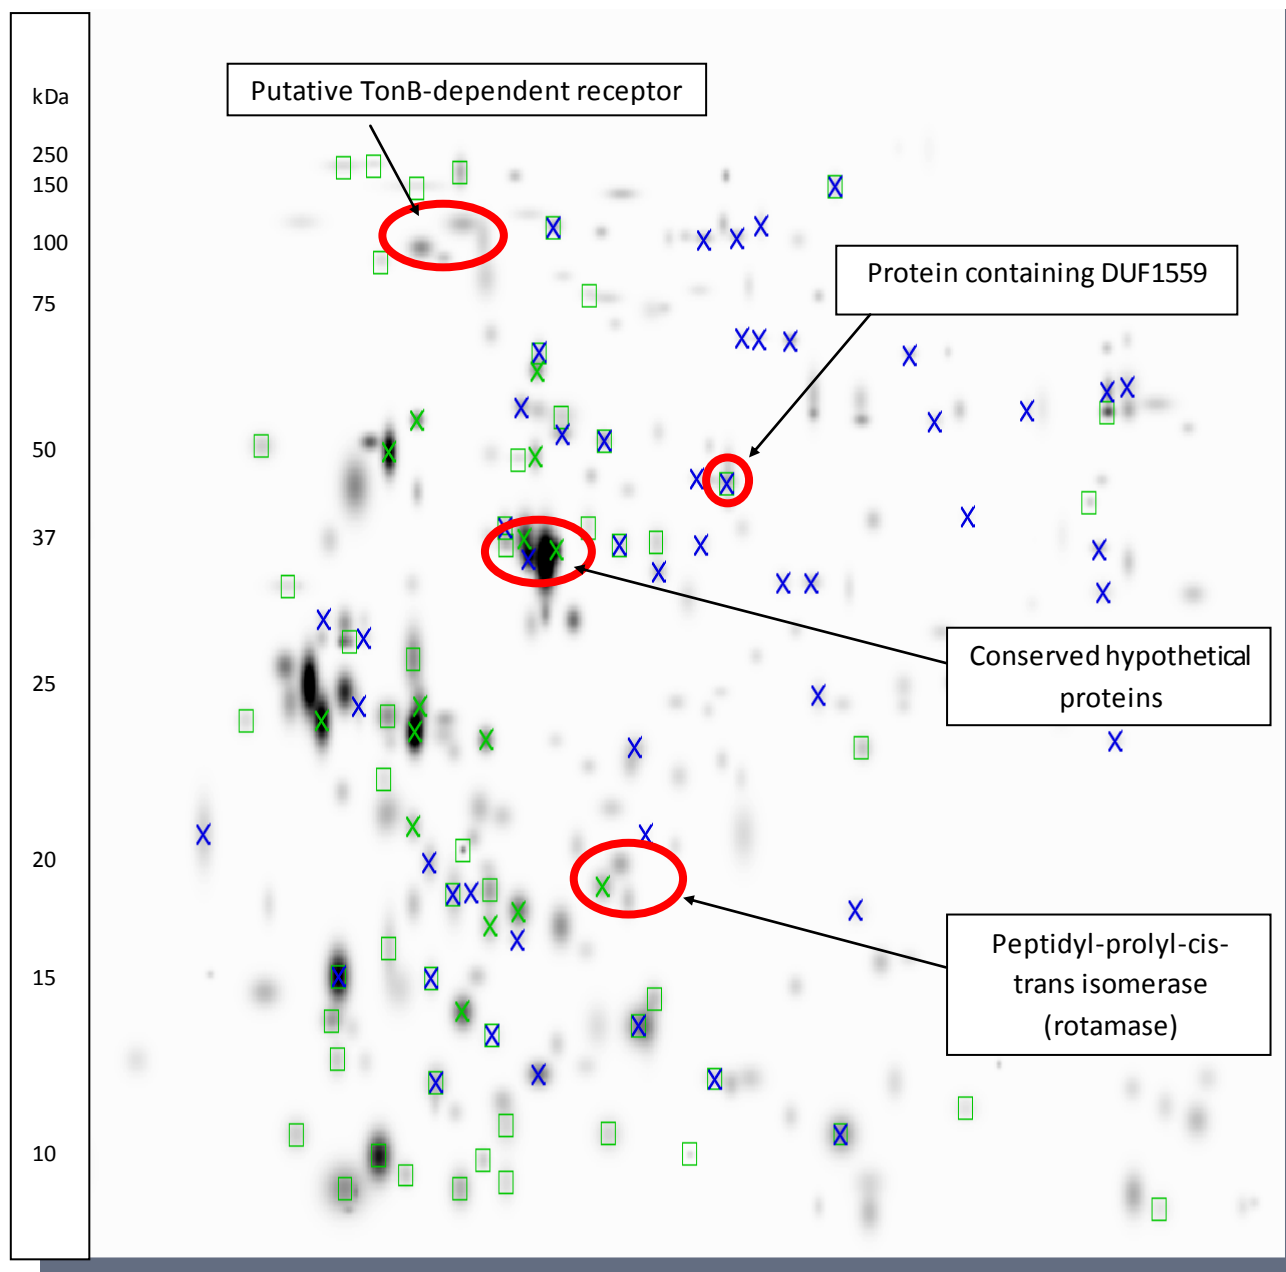 kDa
250
150
100
75
50
37
25
20
15
10
Putative TonB-dependent receptor
Protein containing DUF1559
Conserved hypothetical
proteins
Peptidyl-prolyl-cis-
trans isomerase
(rotamase)